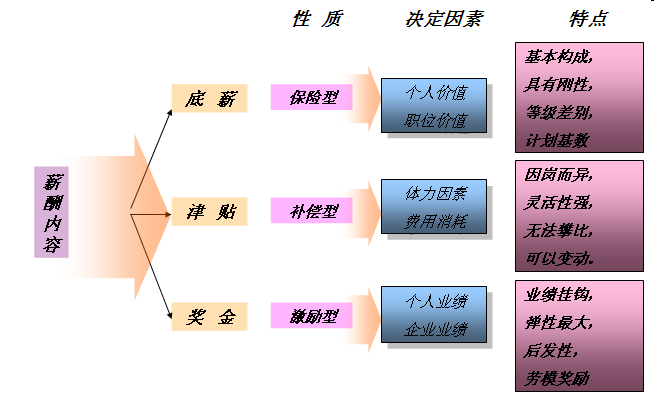 性 质
决定因素
特点
薪酬内容
底 薪
保险型
个人价值
职位价值
基本构成,
具有刚性,
等级差别,
计划基数
津 贴
补偿型
体力因素
费用消耗
因岗而异,
灵活性强,
无法攀比,
可以变动.
奖 金
激励型
个人业绩
企业业绩
业绩挂钩,
弹性最大,
后发性,
劳模奖励